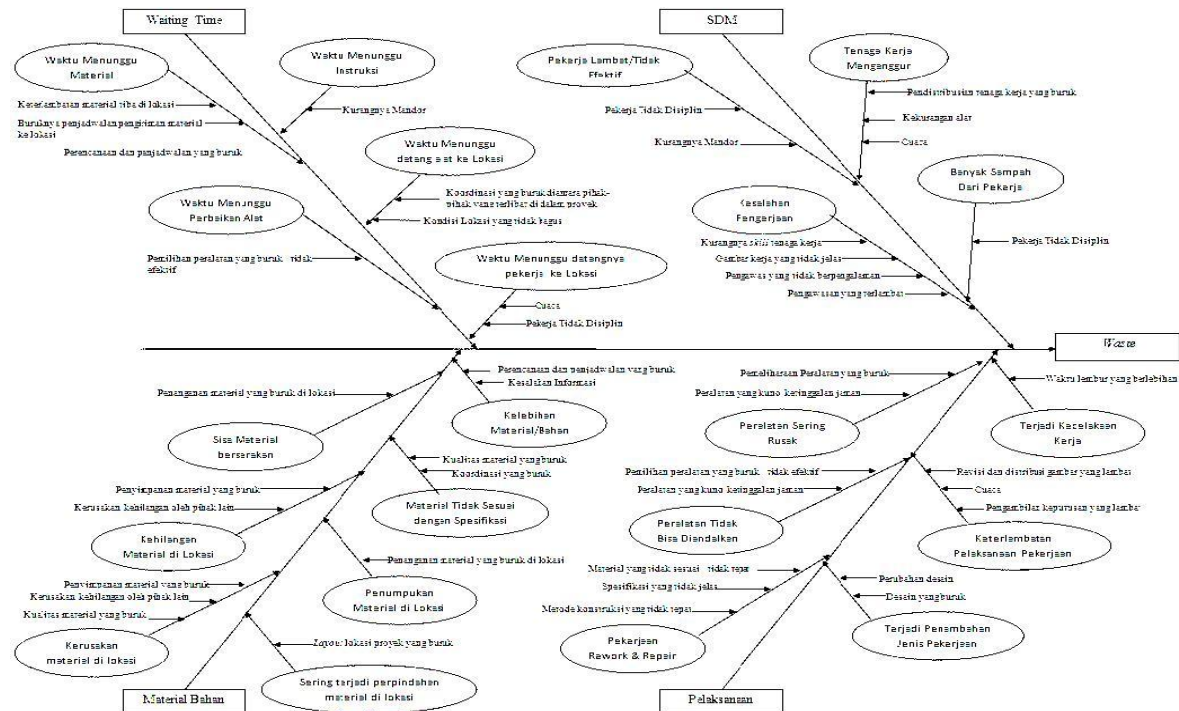 Waiting Time
SDM
Waktu Menunggu
Material
Waktu Menunggu
Instruksi
Keterlambatan material tiba di lokasi
Buruknya penjadwalan pengiriman material
ke lokasi
Kurangnya Mandor
Perencanaan dan penjadwalan yang buruk
Waktu Menunggu
datang alat ke Lokasi
Koordinasi yang buruk diantara pihak-
pihak yang terlibat di dalam proyek
Kondisi Lokasi yang tidak bagus
Waktu Menunggu
Perbaikan Alat
Pemilihan peralatan yang buruk tidak
efektif
Waktu Menunggu datangnya
pekerja ke Lokasi
Cuaca
Pekerja Tidak Disiplin
Pekerja Lambat/Tidak
Efektif
Pekerja Tidak Disiplin
Kurangnya Mandor
Tenaga Kerja
Menganggur
Pendistribusian tenaga kerja yang buruk
Kekurangan alat
Cuaca
Kesalahan
Pengerjaan
Kurangnya skill tenaga kerja
Gambar kerja yang tidak jelas
Pengawas yang tidak berpengalaman
Pengawasan yang terlambat
Banyak Sampah
Dari Pekerja
Pekerja Tidak Disiplin
Waste
Penanganan material yang buruk di lokasi
Sisa Material
berserakan
Perencanaan dan penjadwalan yang buruk
Kesalahan Informasi
Kelebihan
Material/Bahan
Penyimpanan material yang buruk
Kerusakan kehilangan oleh pihak lain
Kehilangan
Material di Lokasi
Kualitas material yang buruk
Koordinasi yang buruk
Material Tidak Sesuai
dengan Spesifikasi
Penyimpanan material yang buruk
Kerusakan kehilangan oleh pihak lain
Kualitas material yang buruk
Kerusakan
material di lokasi
Penanganan material yang buruk di lokasi
Penumpukan
Material di Lokasi
Layout lokasi proyek yang buruk
Sering terjadi perpindahan
material di lokasi
Material Bahan
Pemeliharaan Peralatan yang buruk
Peralatan yang kuno ketinggalan jaman
Peralatan Sering
Rusak
Waktu lembur yang berlebihan
Terjadi Kecelakaan
Kerja
Pemilihan peralatan yang buruk tidak efektif
Peralatan yang kuno ketinggalan jaman
Peralatan Tidak
Bisa Diandalkan
Revisi dan distribusi gambar yang lambat
Cuaca
Pengambilan keputusan yang lambat
Keterlambatan
Pelaksanaan Pekerjaan
Material yang tidak sesuai tidak tepat
Spesifikasi yang tidak jelas
Metode konstruksi yang tidak tepat
Pekerjaan
Rework & Repair
Perubahan desain
Desain yang buruk
Terjadi Penambahan
Jenis Pekerjaan
Pelaksanaan